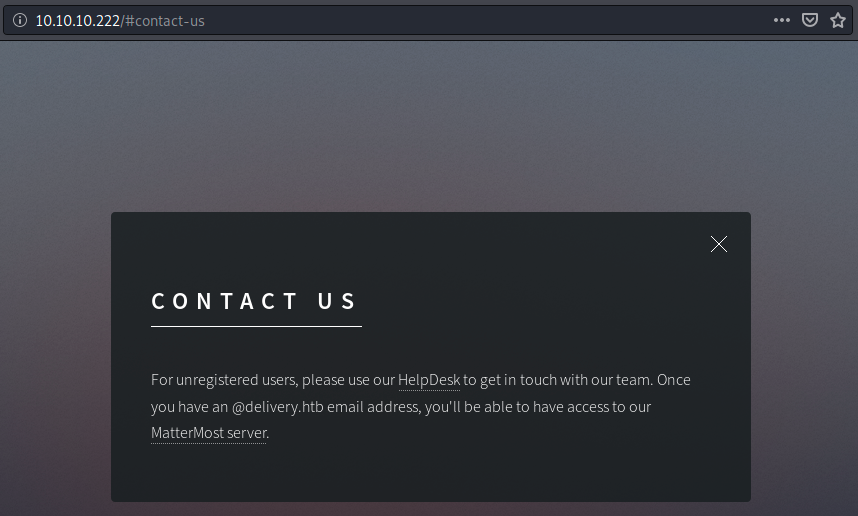 10.10.10.222/#contact-us
CONTACT US
For unregistered users, please use our HelpDesk to get in touch with our team. Once
you have an @delivery.htb email address, you'll be able to have access to our
MatterMost server.